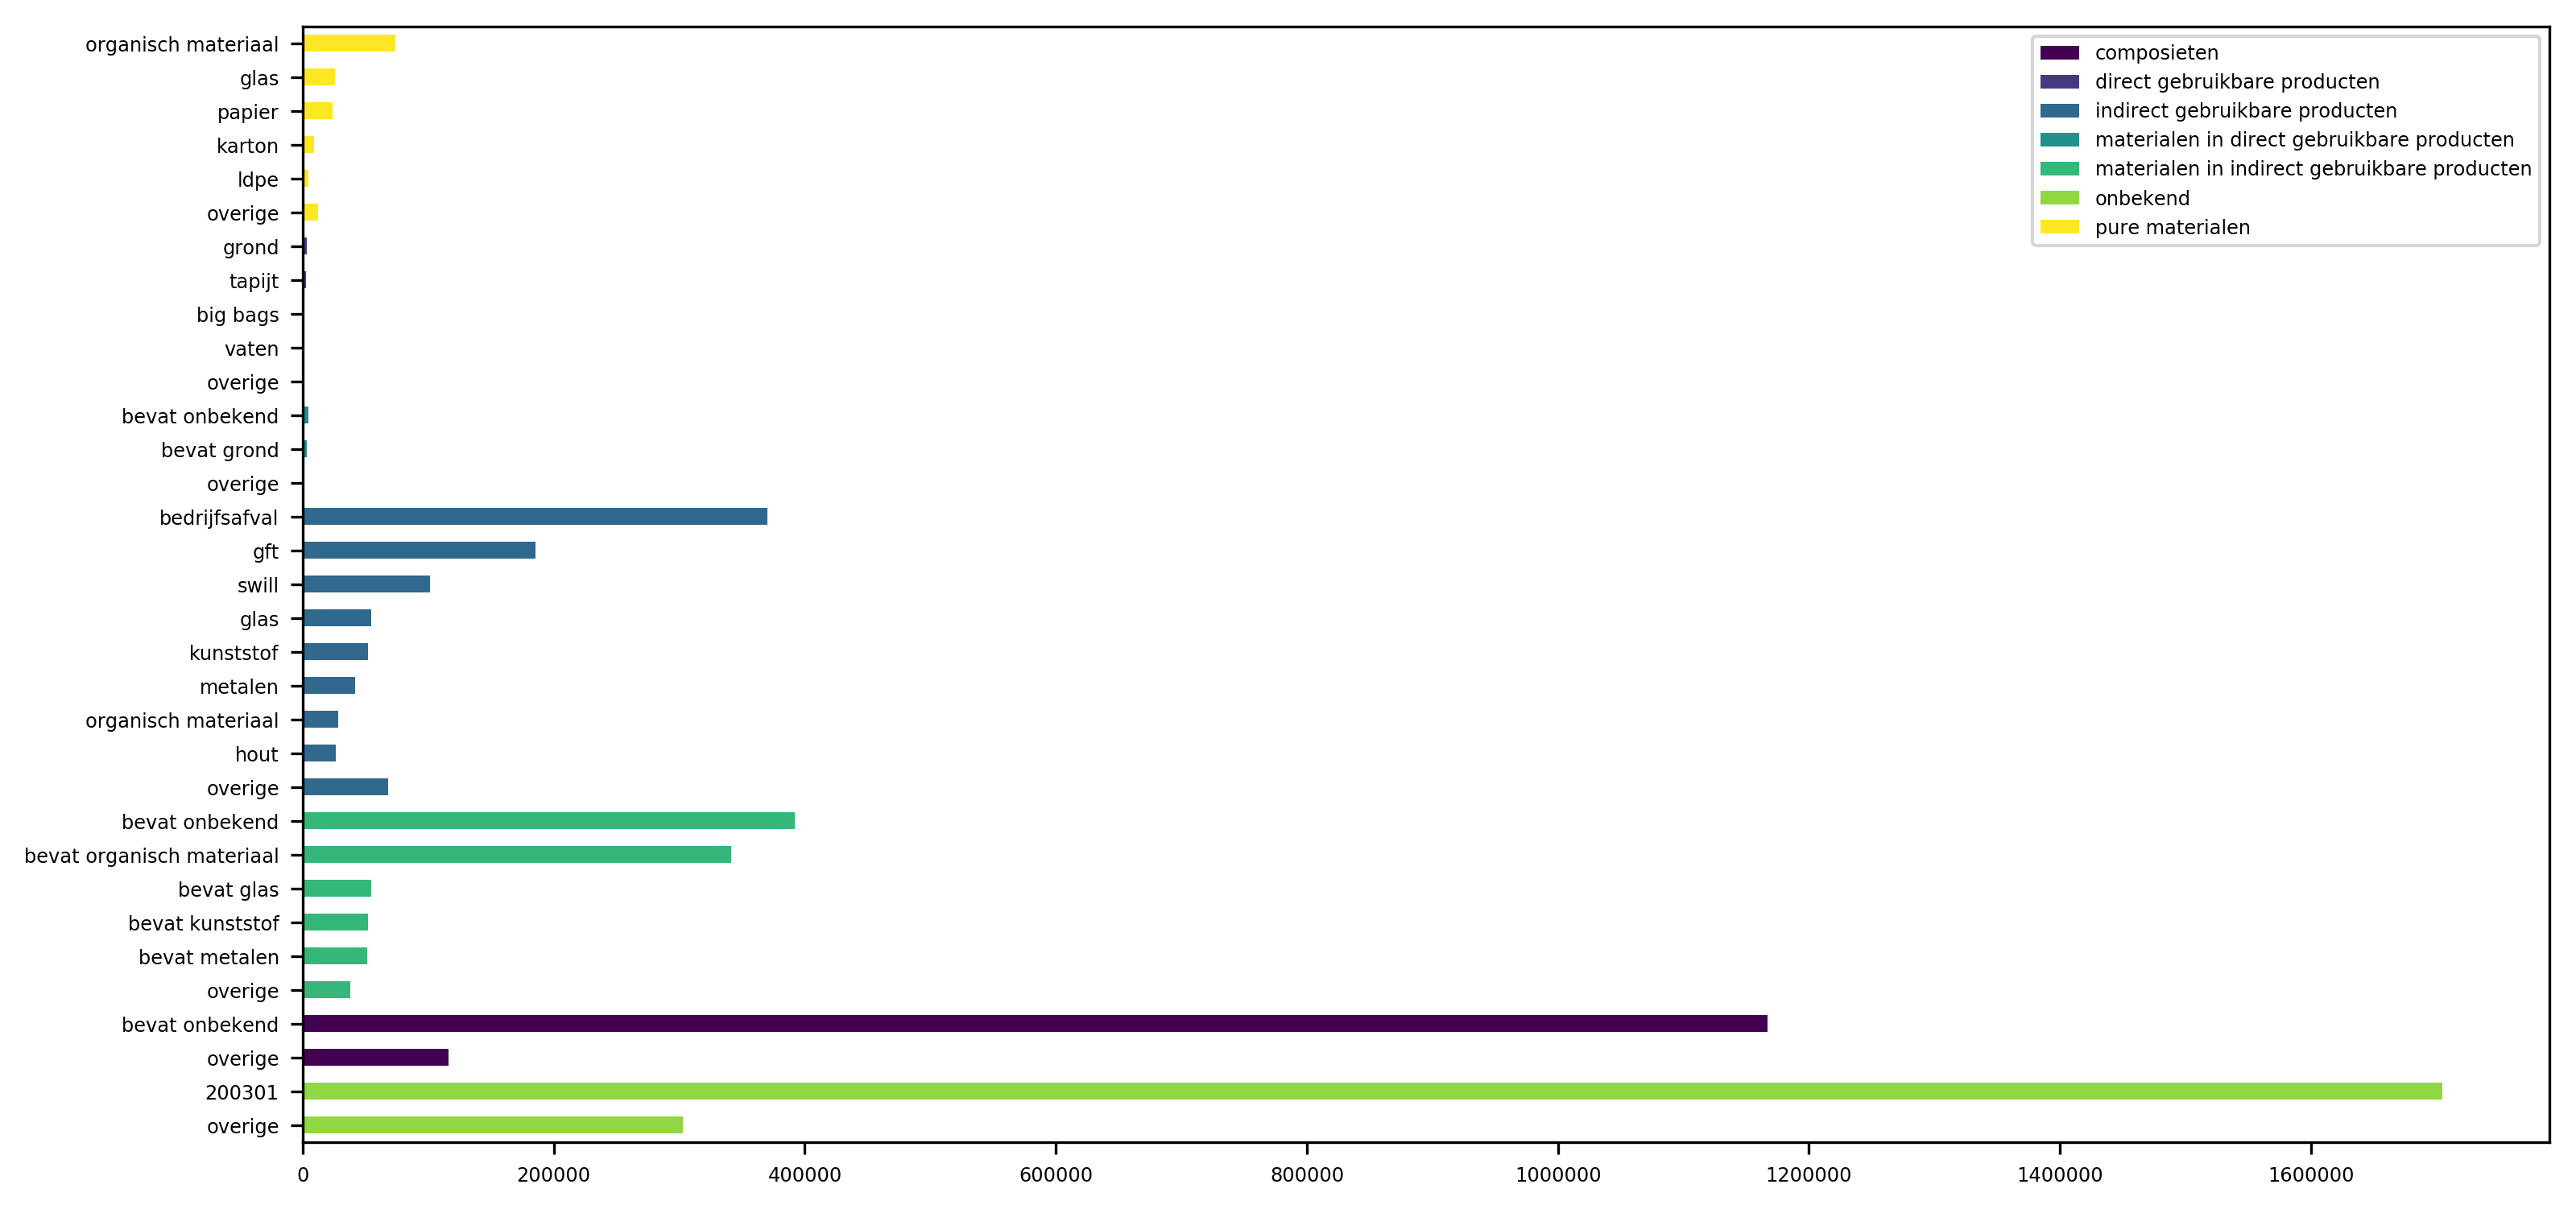 organisch materiaal
glas
papier
karton
ldpe
overige
grond
tapijt
big bags
vaten
overige
bevat onbekend
bevat grond
overige
bedrijfsafval
gft
swill
glas
kunststof
metalen
organisch materiaal
hout
overige
bevat onbekend
bevat organisch materiaal
bevat glas
bevat kunststof
bevat metalen
overige
bevat onbekend
overige
200301
overige
0 200000 400000 600000 800000 1000000 1200000 1400000 1600000
composieten
direct gebruikbare producten
indirect gebruikbare producten
materialen in direct gebruikbare producten
materialen in indirect gebruikbare producten
onbekend
pure materialen